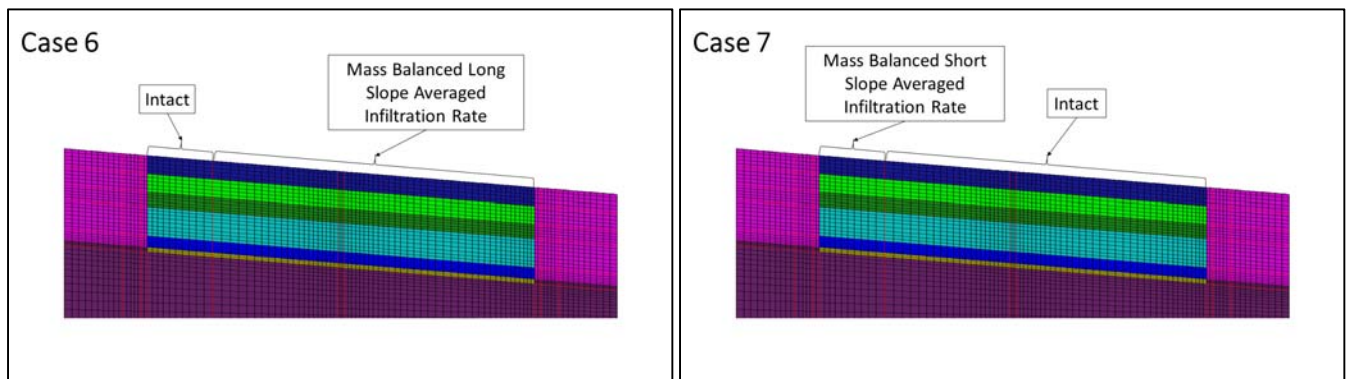 Case 6
Intact
Mass Balanced Long
Slope Averaged
Infiltration Rate
Case 7
Mass Balanced Short
Slope Averaged
Infiltration Rate
Intact